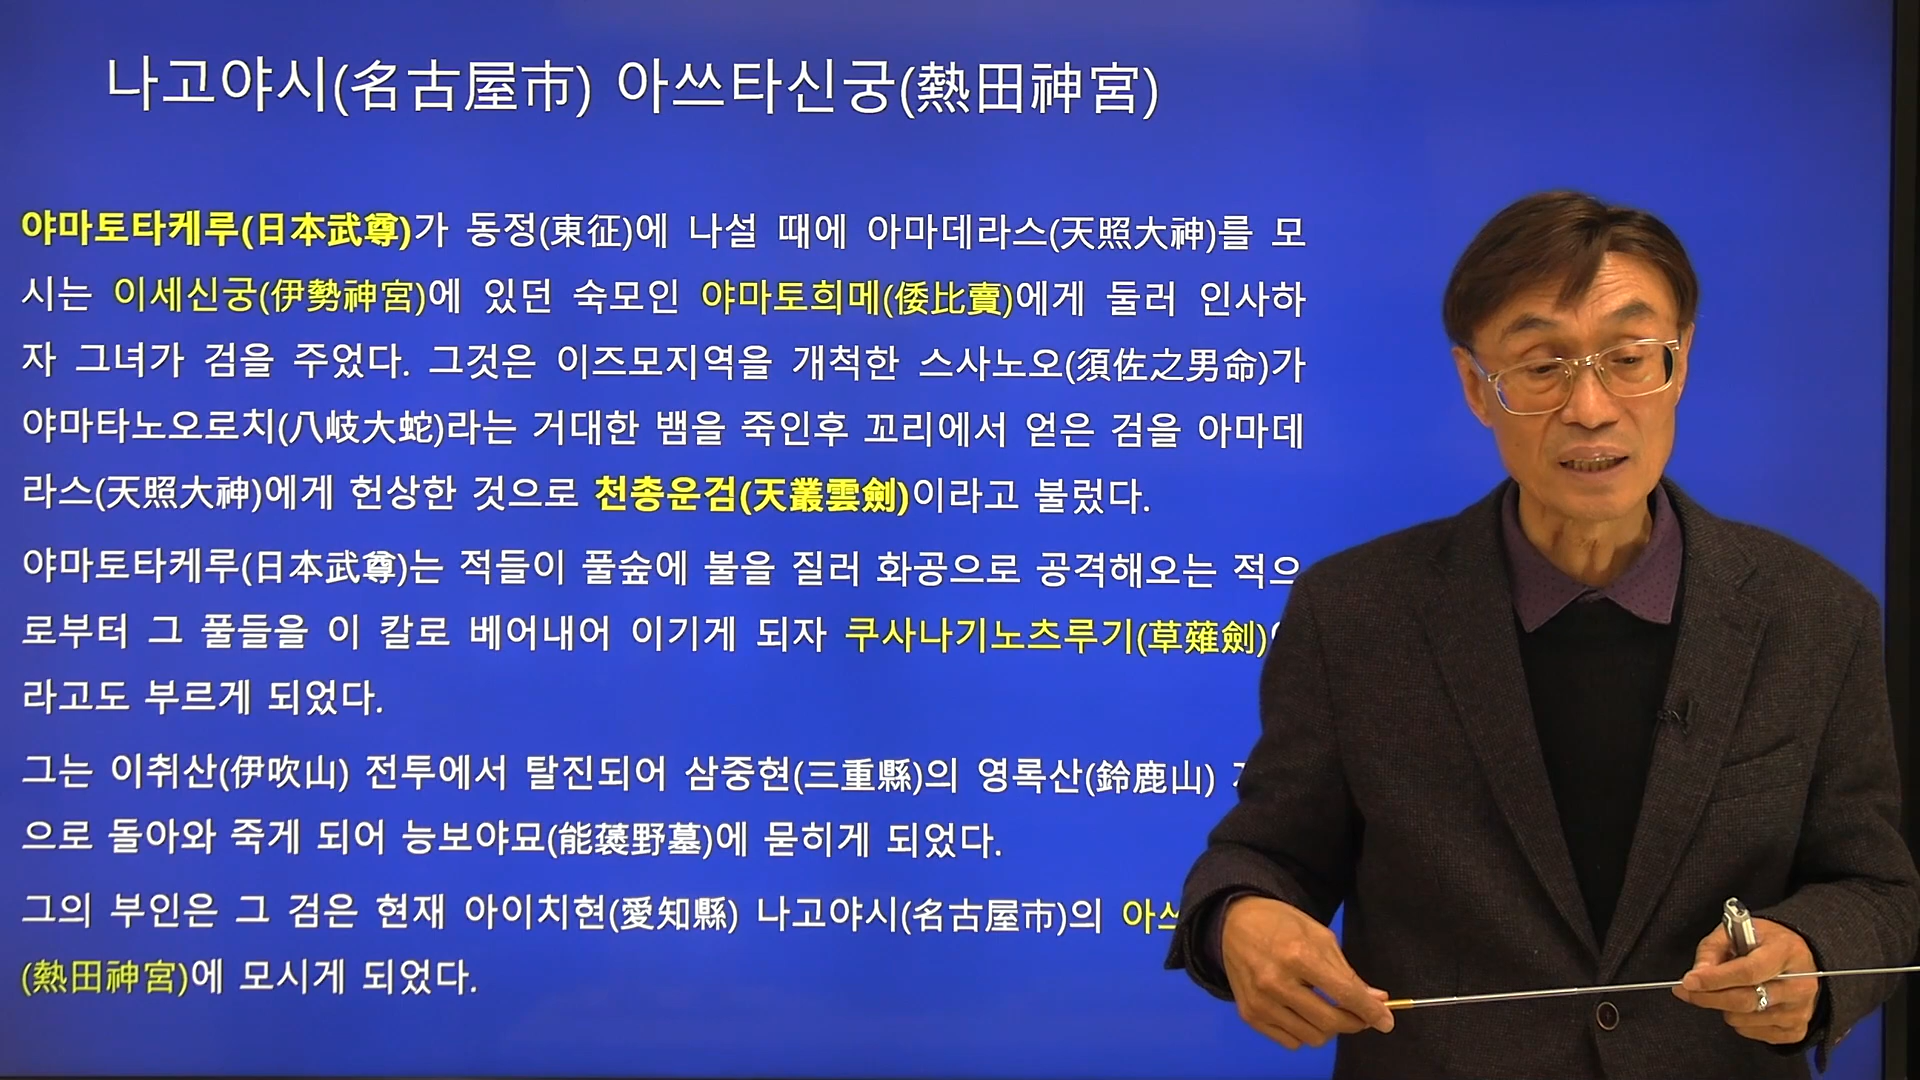 나고야시(名古屋市) 아쓰타신궁(熱田神宮)
야마토타케루(日本武尊)가 동정(東征)에 나설 때에 아마데라스(天照大神)를 모
시는 이세신궁(伊勢神宮)에 있던 숙모인 야마토희메(倭比賣)에게 둘러 인사하
자 그녀가 검을 주었다. 그것은 이즈모지역을 개척한 스사노오(須佐之男命)가
야마타노오로치(八岐大蛇)라는 거대한 뱀을 죽인후 꼬리에서 얻은 검을 아마데
라스(天照大神)에게 헌상한 것으로 천총운검(天叢雲劍)이라고 불렀다.
야마토타케루(日本武尊)는 적들이 풀숲에 불을 질러 화공으로 공격해오는 적으
로부터 그 풀들을 이 칼로 베어내어 이기게 되자 쿠사나기노츠루기(草薙劍)
라고도 부르게 되었다.
그는 이취산(伊吹山) 전투에서 탈진되어 삼중현(三重縣)의 영록산(鈴鹿山)
으로 돌아와 죽게 되어 능보야묘(能褒野墓)에 묻히게 되었다.
그의 부인은 그 검은 현재 아이치현(愛知縣) 나고야시(名古屋市)의 아쓰
(熱田神宮)에 모시게 되었다.